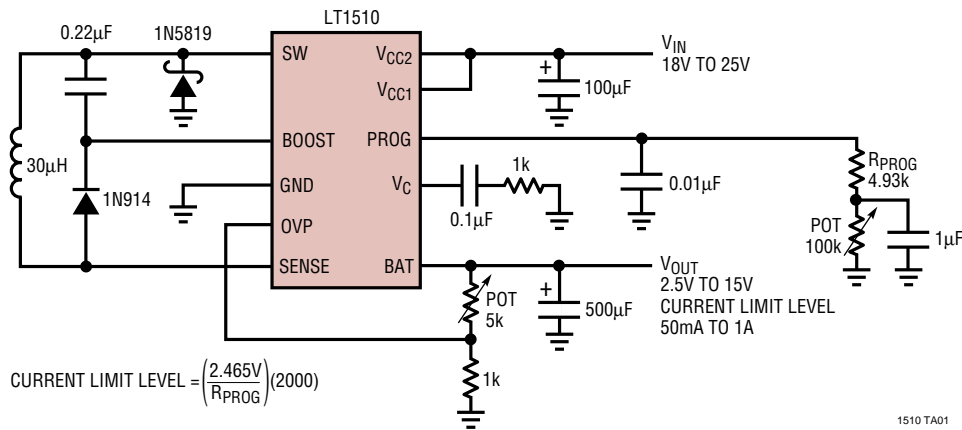 LT1510
0.22µF
1N5819
SW
VCC2
VCC1
VIN
18V TO 25V
+
100µF
BOOST
PROG
30µH
1N914
GND
VC
0.1µF
1k
0.01µF
RPROG
4.93k
POT
100k
1µF
OVP
SENSE
BAT
POT
5k
+
500µF
VOUT
2.5V TO 15V
CURRENT LIMIT LEVEL
50mA TO 1A
1k
CURRENT LIMIT LEVEL = (2.465V / RPROG)(2000)
1510 TA01